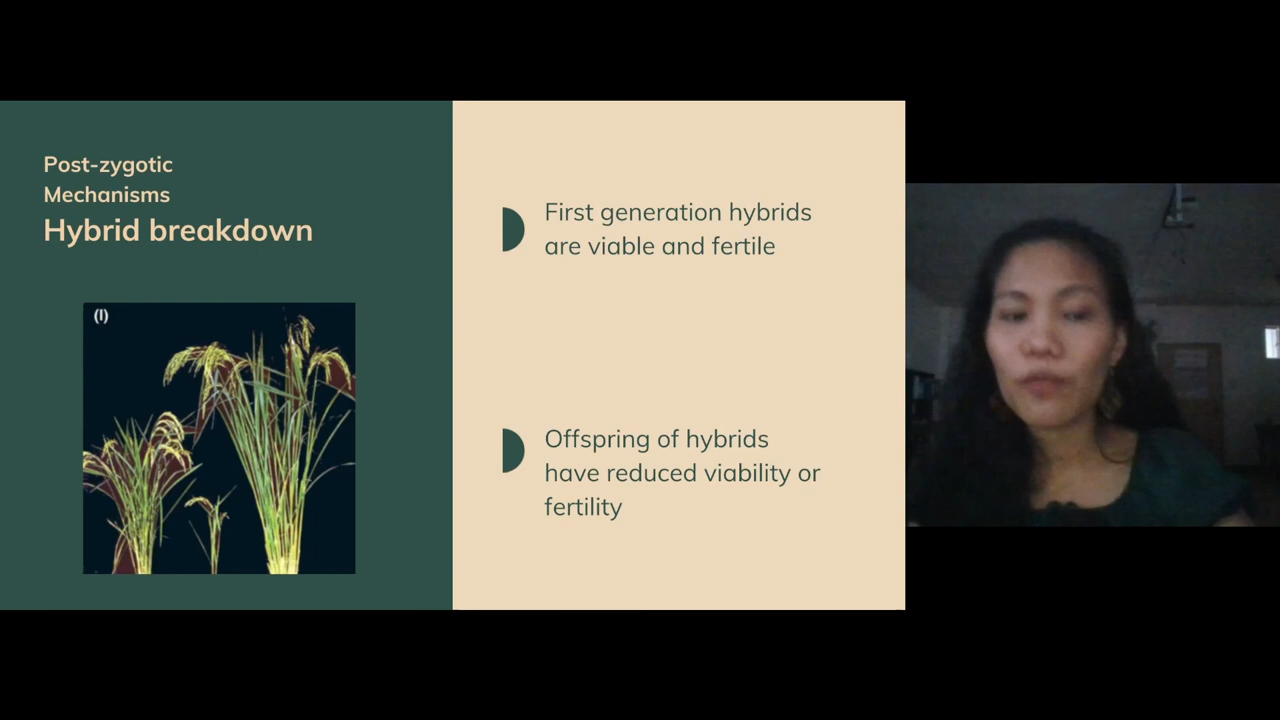 Post-zygotic
Mechanisms
Hybrid breakdown
(I)
First generation hybrids
are viable and fertile
Offspring of hybrids
have reduced viability or
fertility